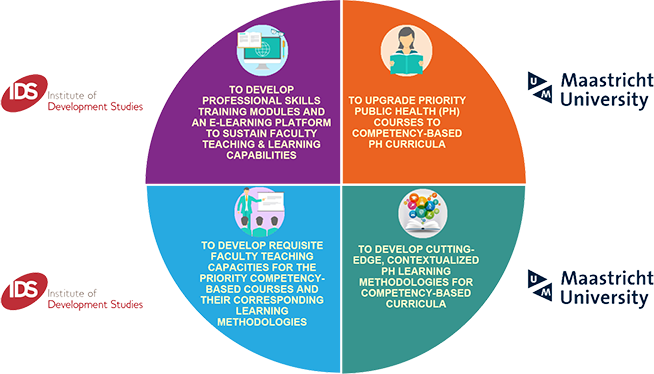 IDS Institute of
Development Studies
TO DEVELOP
PROFESSIONAL SKILLS
TRAINING MODULES AND
AN E-LEARNING PLATFORM
TO SUSTAIN FACULTY
TEACHING & LEARNING
CAPABILITIES
TO UPGRADE PRIORITY
PUBLIC HEALTH (PH)
COURSES TO
COMPETENCY-BASED
PH CURRICULA
UM
Maastricht
University
IDS Institute of
Development Studies
TO DEVELOP REQUISITE
FACULTY TEACHING
CAPACITIES FOR THE
PRIORITY COMPETENCY-
BASED COURSES AND
THEIR CORRESPONDING
LEARNING
METHODOLOGIES
TO DEVELOP CUTTING-
EDGE, CONTEXTUALIZED
PH LEARNING
METHODOLOGIES FOR
COMPETENCY-BASED
CURRICULA
UM
Maastricht
University